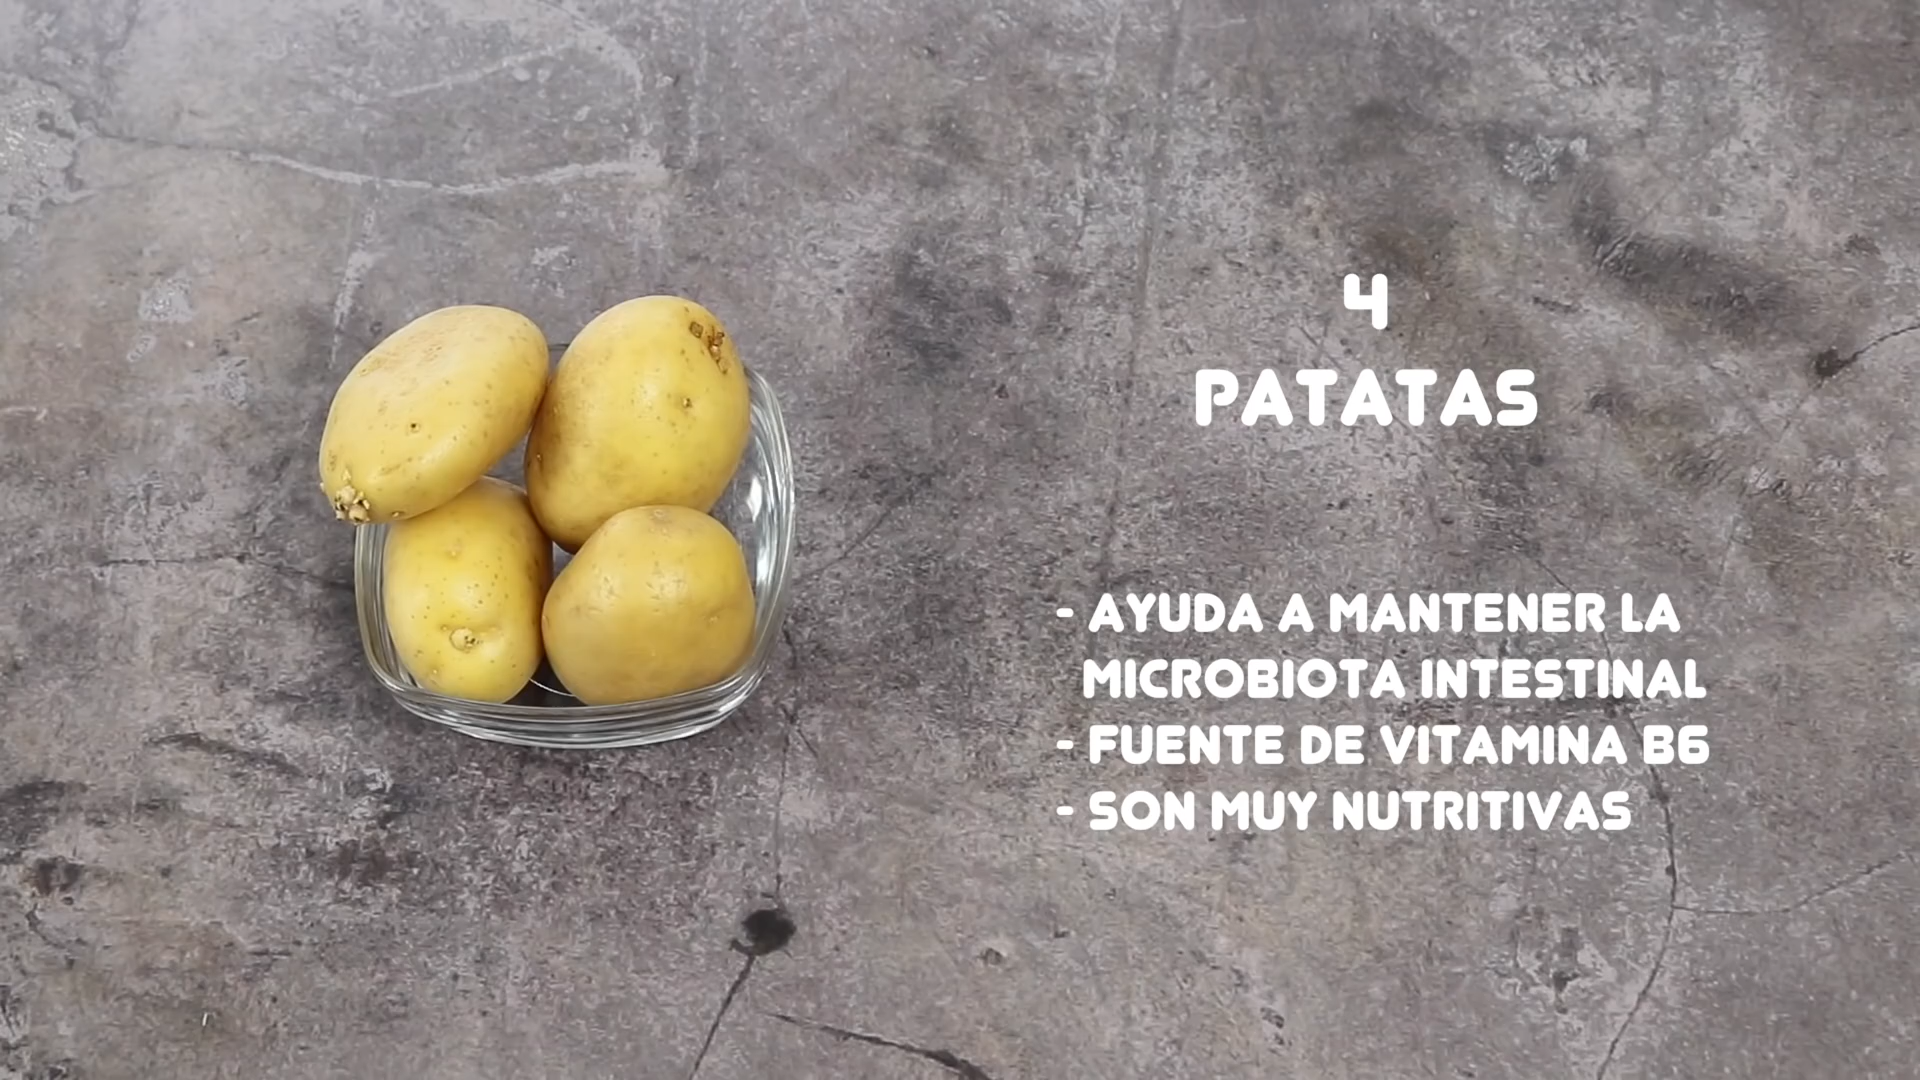 4
PATATAS
- AYUDA A MANTENER LA
MICROBIOTA INTESTINAL
- FUENTE DE VITAMINA B6
- SON MUY NUTRITIVAS